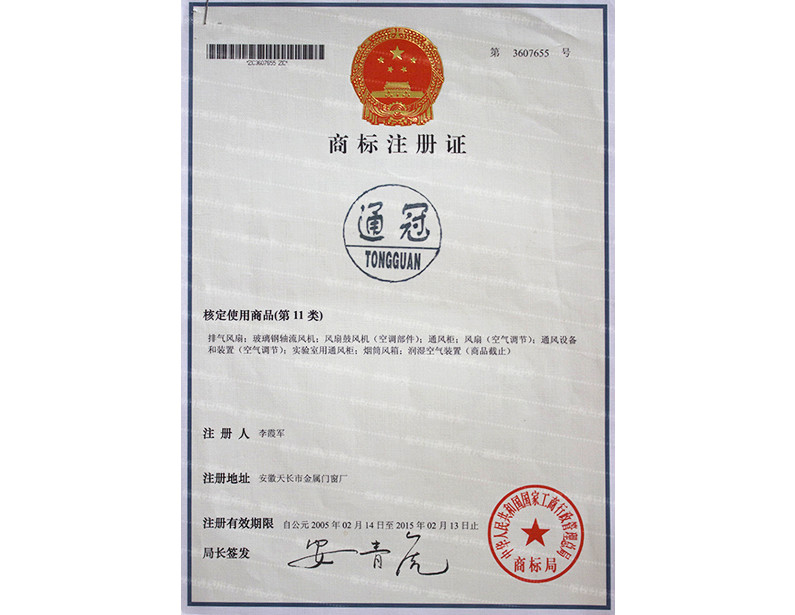 *ZC3607655 ZC*
第 3607655 号
商标注册证
通冠
TONGGUAN
核定使用商品(第 11 类)
排气风扇；玻璃钢轴流风机；风扇鼓风机（空调部件）；通风柜；风扇（空气调节）；通风设备
和装置（空气调节）；实验室用通风柜；烟筒风箱；润湿空气装置（商品截止）
注 册 人 李霞军
注册地址 安徽天长市金属门窗厂
注册有效期限 自公元 2005 年 02 月 14 日至 2015 年 02 月 13 日止
局长签发 安青虎
中华人民共和国国家工商行政管理总局
商标局